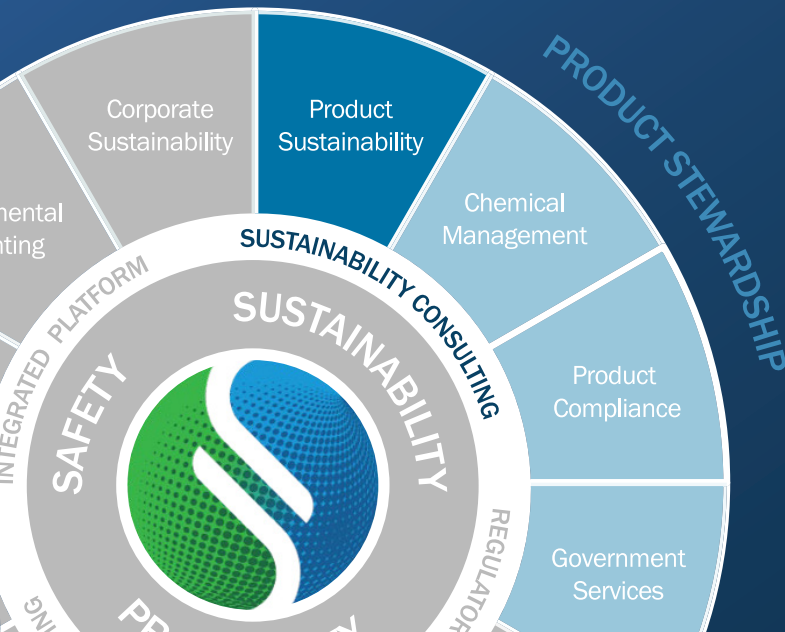 PRODUCT STEWARDSHIP
Corporate
Sustainability
Product
Sustainability
Chemical
Management
Product
Compliance
Government
Services
SUSTAINABILITY CONSULTING
INTEGRATED PLATFORM
SAFETY
SUSTAINABILITY